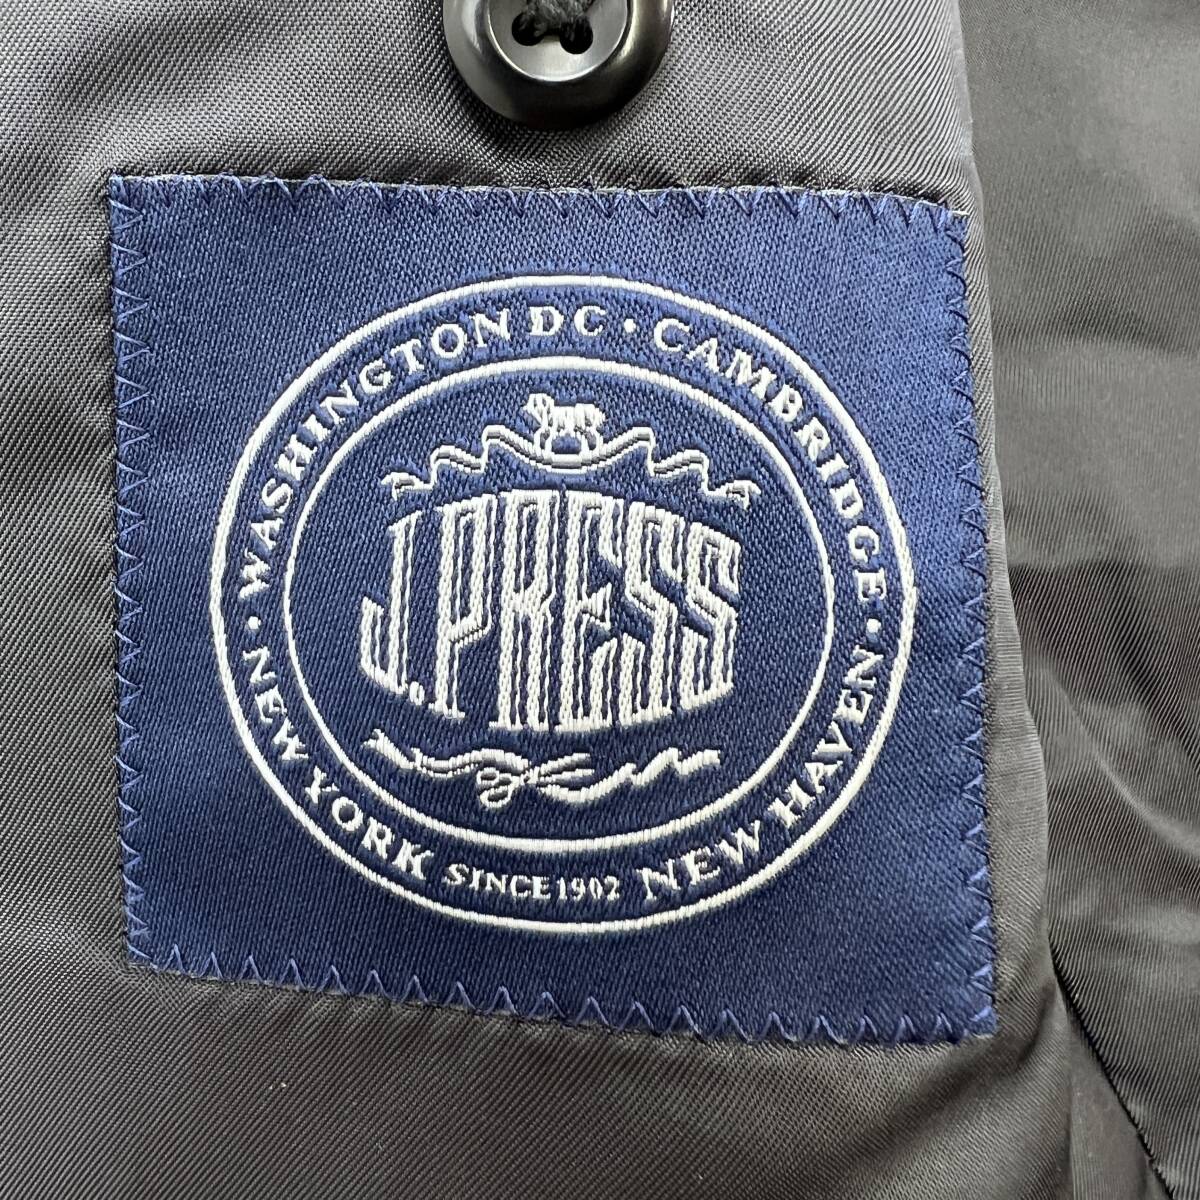 WASHINGTON DC · CAMBRIDGE ·
J.PRESS
· NEW YORK SINCE 1902 NEW HAVEN ·